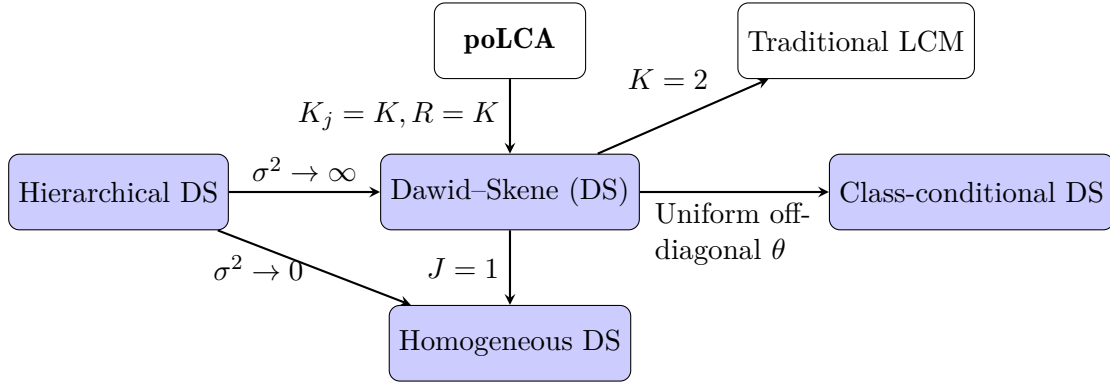 poLCA
Traditional LCM
K = 2
K_j = K, R = K
Hierarchical DS
σ² → ∞
Dawid–Skene (DS)
Class-conditional DS
Uniform off-
diagonal θ
σ² → 0
J = 1
Homogeneous DS